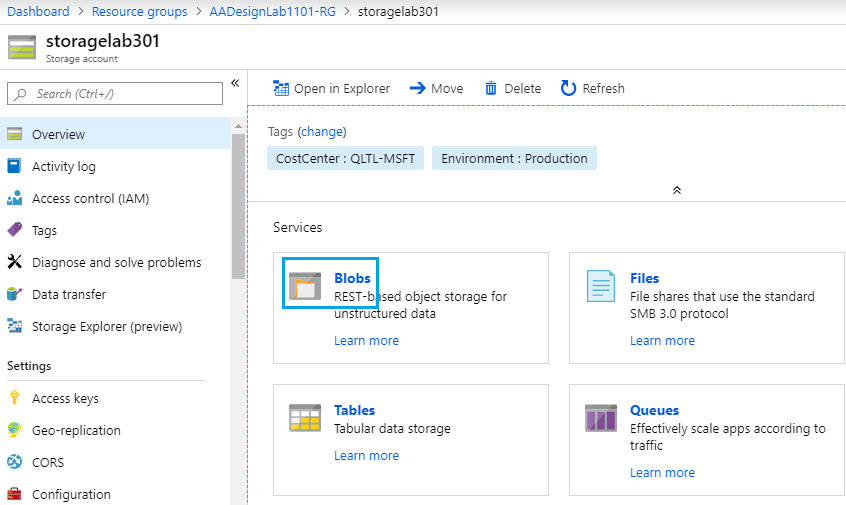 Dashboard > Resource groups > AADesignLab1101-RG > storagelab301
storagelab301
Storage account
Search (Ctrl+/)
«
Overview
Activity log
Access control (IAM)
Tags
Diagnose and solve problems
Data transfer
Storage Explorer (preview)
Settings
Access keys
Geo-replication
CORS
Configuration
Open in Explorer Move Delete Refresh
Tags (change)
CostCenter : QLTL-MSFT Environment : Production
Services
Blobs
REST-based object storage for
unstructured data
Learn more
Files
File shares that use the standard
SMB 3.0 protocol
Learn more
Tables
Tabular data storage
Learn more
Queues
Effectively scale apps according to
traffic
Learn more